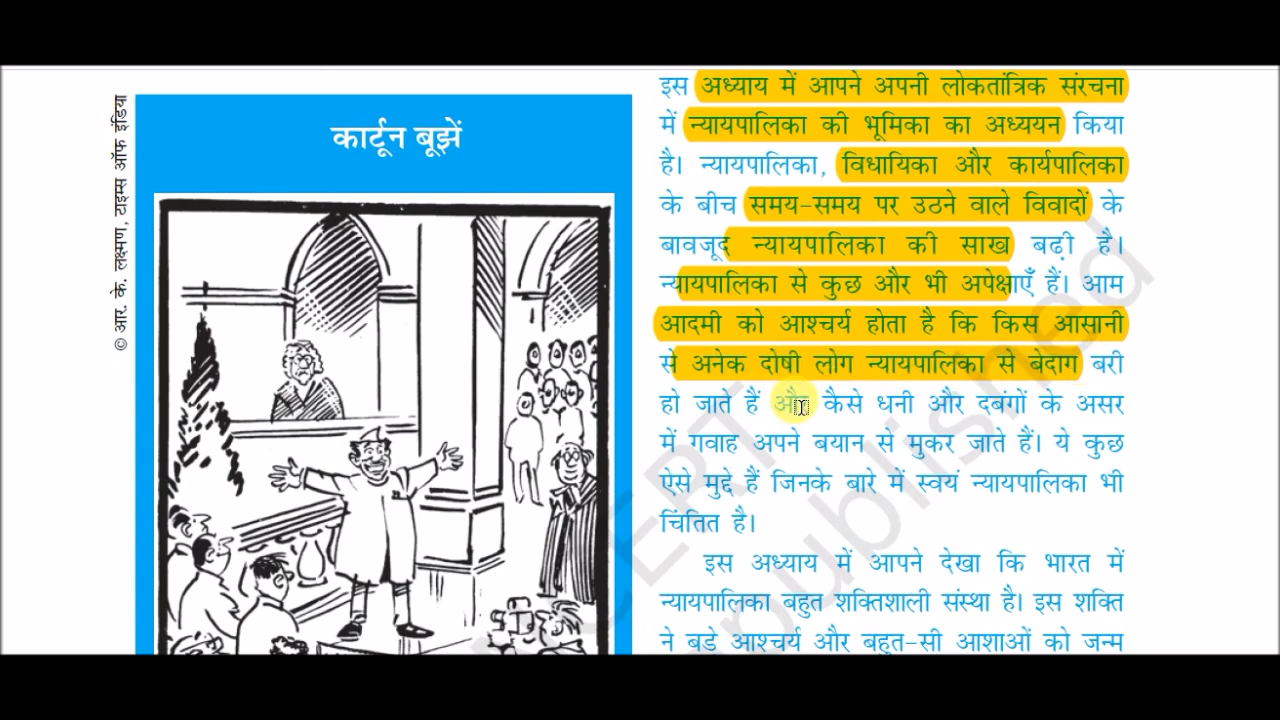 © आर. के. लक्ष्मण, टाइम्स ऑफ इंडिया
कार्टून बूझें
इस अध्याय में आपने अपनी लोकतांत्रिक संरचना
में न्यायपालिका की भूमिका का अध्ययन किया
है। न्यायपालिका, विधायिका और कार्यपालिका
के बीच समय-समय पर उठने वाले विवादों के
बावजूद न्यायपालिका की साख बढ़ी है।
न्यायपालिका से कुछ और भी अपेक्षाएँ हैं। आम
आदमी को आश्चर्य होता है कि किस आसानी
से अनेक दोषी लोग न्यायपालिका से बेदाग बरी
हो जाते हैं और कैसे धनी और दबंगों के असर
में गवाह अपने बयान से मुकर जाते हैं। ये कुछ
ऐसे मुद्दे हैं जिनके बारे में स्वयं न्यायपालिका भी
चिंतित है।
इस अध्याय में आपने देखा कि भारत में
न्यायपालिका बहुत शक्तिशाली संस्था है। इस शक्ति
ने बड़े आश्चर्य और बहुत-सी आशाओं को जन्म